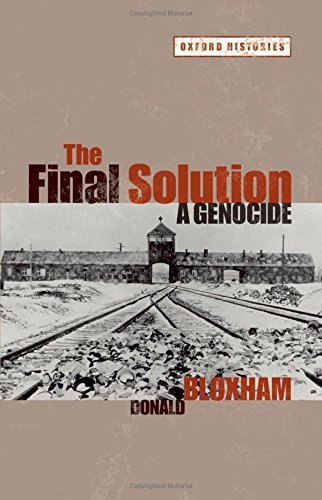 OXFORD HISTORIES
The
Final Solution
A GENOCIDE
BLOXHAM
DONALD